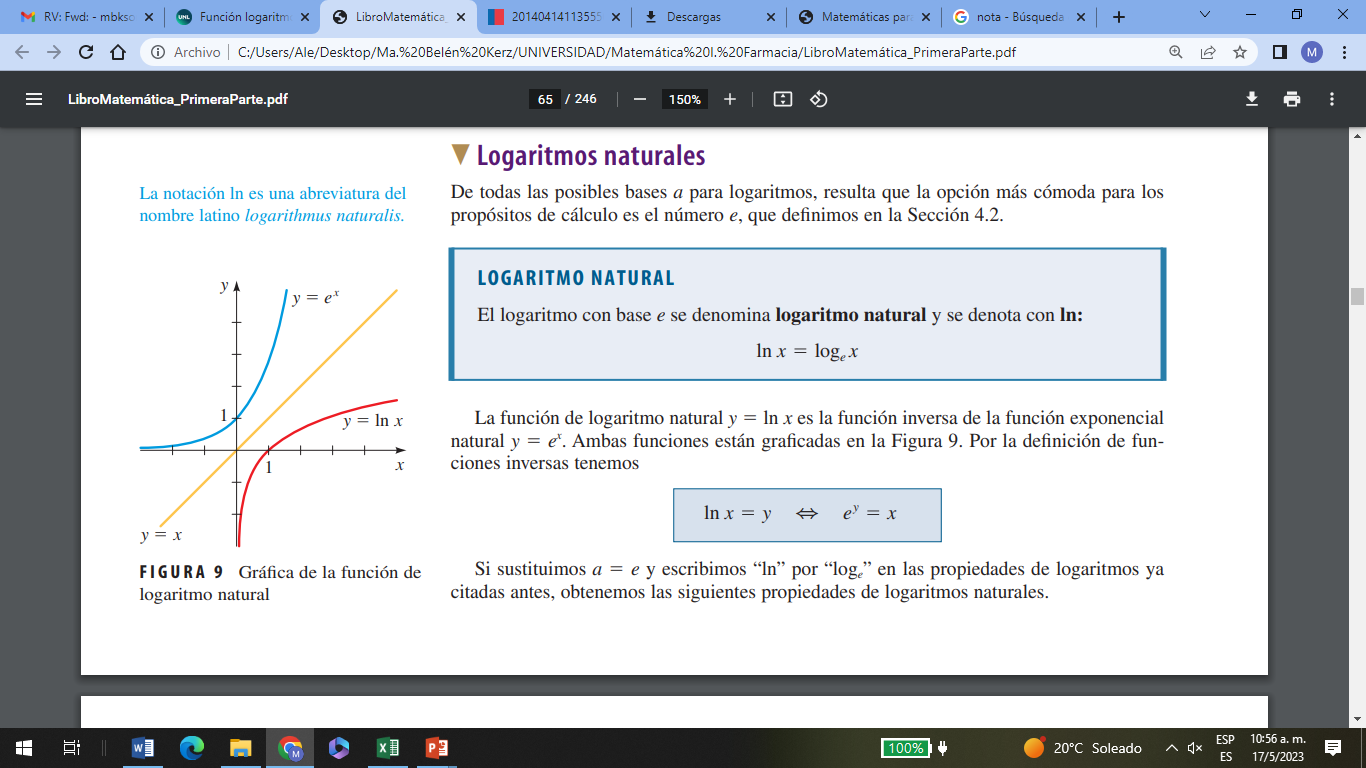 RV: Fwd: - mbkso
Función logaritm
LibroMatemática_
20140414113555
Descargas
Matemáticas para
nota - Búsqueda
Archivo
C:/Users/Ale/Desktop/Ma.%20Belén%20Kerz/UNIVERSIDAD/Matemática%20I.%20Farmacia/LibroMatemática_PrimeraParte.pdf
M
LibroMatemática_PrimeraParte.pdf
65 / 246
150%
Logaritmos naturales
La notación ln es una abreviatura del
nombre latino logarithmus naturalis.
De todas las posibles bases a para logaritmos, resulta que la opción más cómoda para los
propósitos de cálculo es el número e, que definimos en la Sección 4.2.
LOGARITMO NATURAL
El logaritmo con base e se denomina logaritmo natural y se denota con ln:
ln x = logₑ x
y
y = eˣ
1
y = ln x
1
x
y = x
FIGURA 9 Gráfica de la función de
logaritmo natural
La función de logaritmo natural y = ln x es la función inversa de la función exponencial
natural y = eˣ. Ambas funciones están graficadas en la Figura 9. Por la definición de fun-
ciones inversas tenemos
ln x = y ⇔ eʸ = x
Si sustituimos a = e y escribimos “ln” por “logₑ” en las propiedades de logaritmos ya
citadas antes, obtenemos las siguientes propiedades de logaritmos naturales.
100%
20°C Soleado
ESP
ES
10:56 a. m.
17/5/2023